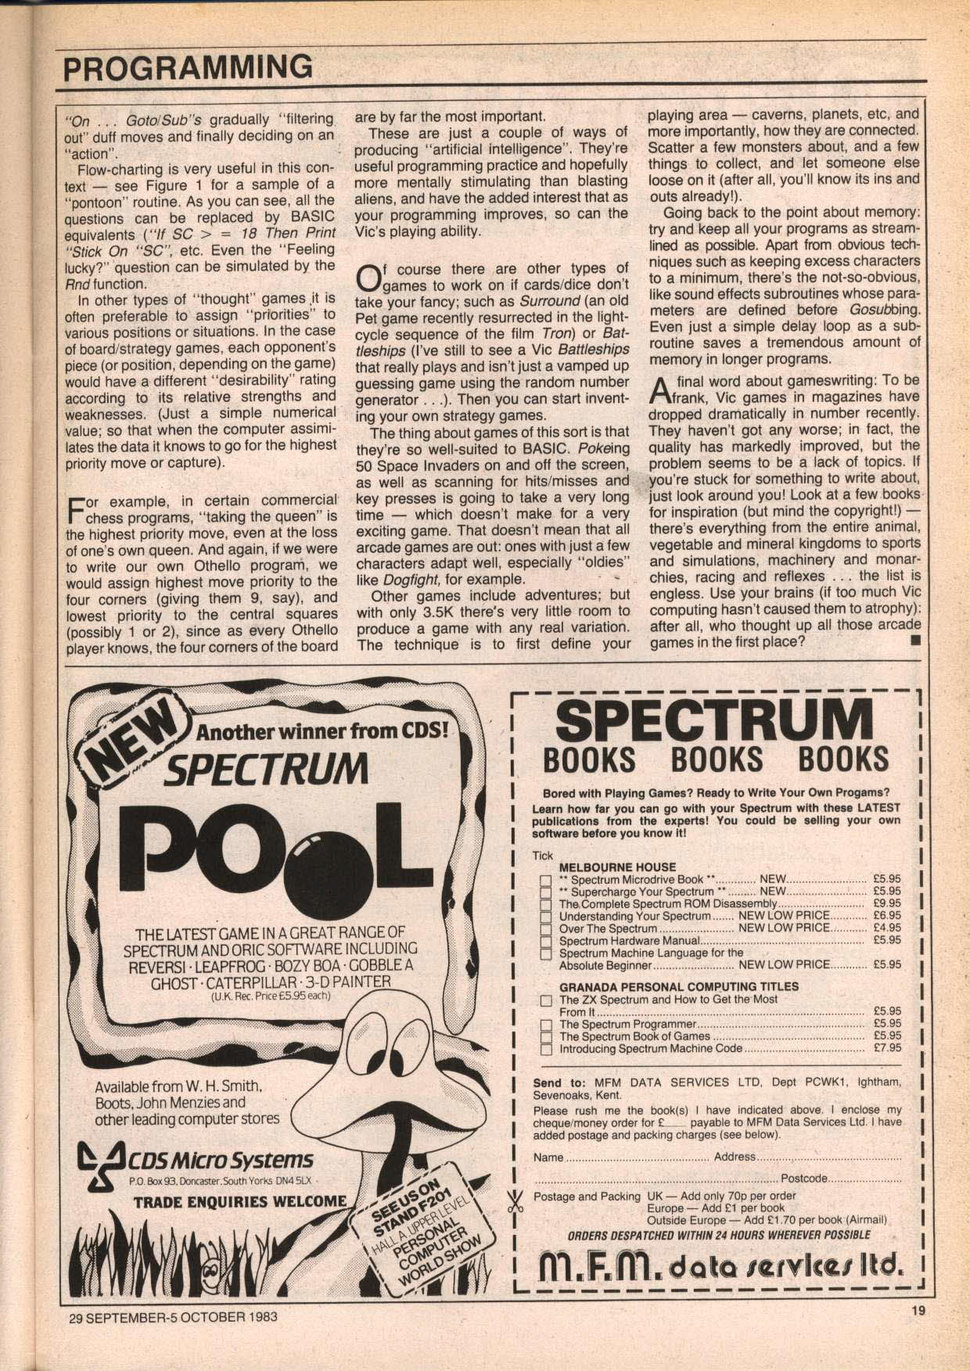 PROGRAMMING
"On . . . Goto/Sub"s gradually "filtering
out" duff moves and finally deciding on an
"action".
Flow-charting is very useful in this con-
text — see Figure 1 for a sample of a
"pontoon" routine. As you can see, all the
questions can be replaced by BASIC
equivalents ("If SC > = 18 Then Print
"Stick On "SC", etc. Even the "Feeling
lucky?" question can be simulated by the
Rnd function.
In other types of "thought" games it is
often preferable to assign "priorities" to
various positions or situations. In the case
of board/strategy games, each opponent's
piece (or position, depending on the game)
would have a different "desirability" rating
according to its relative strengths and
weaknesses. (Just a simple numerical
value; so that when the computer assimi-
lates the data it knows to go for the highest
priority move or capture).
For example, in certain commercial
chess programs, "taking the queen" is
the highest priority move, even at the loss
of one's own queen. And again, if we were
to write our own Othello program, we
would assign highest move priority to the
four corners (giving them 9, say), and
lowest priority to the central squares
(possibly 1 or 2), since as every Othello
player knows, the four corners of the board
are by far the most important.
These are just a couple of ways of
producing "artificial intelligence". They're
useful programming practice and hopefully
more mentally stimulating than blasting
aliens, and have the added interest that as
your programming improves, so can the
Vic's playing ability.
Of course there are other types of
games to work on if cards/dice don't
take your fancy; such as Surround (an old
Pet game recently resurrected in the light-
cycle sequence of the film Tron) or Bat-
tleships (I've still to see a Vic Battleships
that really plays and isn't just a vamped up
guessing game using the random number
generator . . .). Then you can start invent-
ing your own strategy games.
The thing about games of this sort is that
they're so well-suited to BASIC. Pokeing
50 Space Invaders on and off the screen,
as well as scanning for hits/misses and
key presses is going to take a very long
time — which doesn't make for a very
exciting game. That doesn't mean that all
arcade games are out: ones with just a few
characters adapt well, especially "oldies"
like Dogfight, for example.
Other games include adventures; but
with only 3.5K there's very little room to
produce a game with any real variation.
The technique is to first define your
playing area — caverns, planets, etc, and
more importantly, how they are connected.
Scatter a few monsters about, and a few
things to collect, and let someone else
loose on it (after all, you'll know its ins and
outs already!).
Going back to the point about memory:
try and keep all your programs as stream-
lined as possible. Apart from obvious tech-
niques such as keeping excess characters
to a minimum, there's the not-so-obvious,
like sound effects subroutines whose para-
meters are defined before Gosubbing.
Even just a simple delay loop as a sub-
routine saves a tremendous amount of
memory in longer programs.
A final word about gameswriting: To be
frank, Vic games in magazines have
dropped dramatically in number recently.
They haven't got any worse; in fact, the
quality has markedly improved, but the
problem seems to be a lack of topics. If
you're stuck for something to write about,
just look around you! Look at a few books
for inspiration (but mind the copyright!) —
there's everything from the entire animal,
vegetable and mineral kingdoms to sports
and simulations, machinery and monar-
chies, racing and reflexes . . . the list is
engless. Use your brains (if too much Vic
computing hasn't caused them to atrophy):
after all, who thought up all those arcade
games in the first place? ■
NEW
Another winner from CDS!
SPECTRUM
POOL
THE LATEST GAME IN A GREAT RANGE OF
SPECTRUM AND ORIC SOFTWARE INCLUDING
REVERSI · LEAPFROG · BOZY BOA · GOBBLE A
GHOST · CATERPILLAR · 3-D PAINTER
(U.K. Rec. Price £5.95 each)
Available from W. H. Smith,
Boots, John Menzies and
other leading computer stores
CDS Micro Systems
P.O. Box 93, Doncaster, South Yorks DN4 5LX
TRADE ENQUIRIES WELCOME
SEE US ON
STAND F201
HALL A UPPER LEVEL
PERSONAL
COMPUTER
WORLD SHOW
SPECTRUM
BOOKS BOOKS BOOKS
Bored with Playing Games? Ready to Write Your Own Progams?
Learn how far you can go with your Spectrum with these LATEST
publications from the experts! You could be selling your own
software before you know it!
Tick
MELBOURNE HOUSE
** Spectrum Microdrive Book **............ NEW........................ £5.95
** Supercharge Your Spectrum ** ......... NEW........................ £5.95
The Complete Spectrum ROM Disassembly........................ £9.95
Understanding Your Spectrum....... NEW LOW PRICE........... £6.95
Over The Spectrum........................ NEW LOW PRICE........... £4.95
Spectrum Hardware Manual................................................ £5.95
Spectrum Machine Language for the
Absolute Beginner........................ NEW LOW PRICE........... £5.95
GRANADA PERSONAL COMPUTING TITLES
The ZX Spectrum and How to Get the Most
From It................................................................................ £5.95
The Spectrum Programmer................................................ £5.95
The Spectrum Book of Games ............................................ £5.95
Introducing Spectrum Machine Code.................................. £7.95
Send to: MFM DATA SERVICES LTD, Dept PCWK1, Ightham,
Sevenoaks, Kent.
Please rush me the book(s) I have indicated above. I enclose my
cheque/money order for £____ payable to MFM Data Services Ltd. I have
added postage and packing charges (see below).
Name........................................ Address........................................
........................................ Postcode....................
Postage and Packing UK — Add only 70p per order
Europe — Add £1 per book
Outside Europe — Add £1.70 per book (Airmail)
ORDERS DESPATCHED WITHIN 24 HOURS WHEREVER POSSIBLE
M.F.M. data services ltd.
29 SEPTEMBER-5 OCTOBER 1983
19